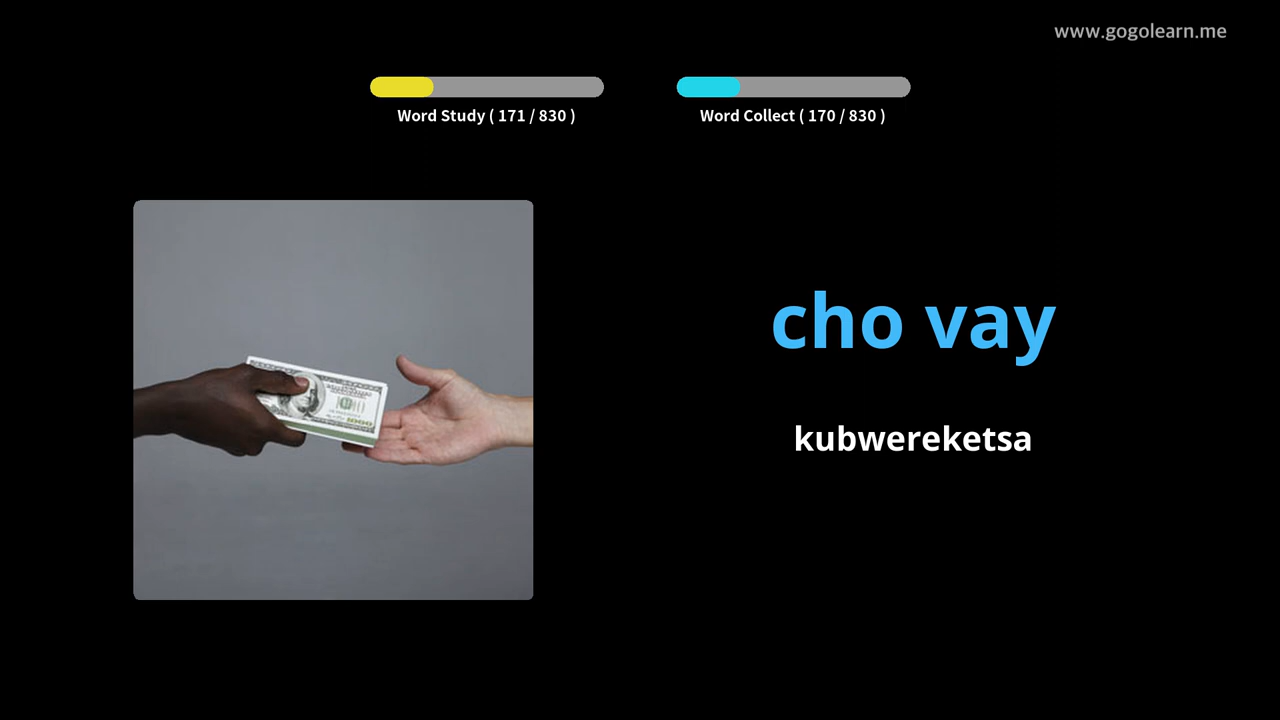 www.gogolearn.me
Word Study ( 171 / 830 )
Word Collect ( 170 / 830 )
cho vay
kubwereketsa